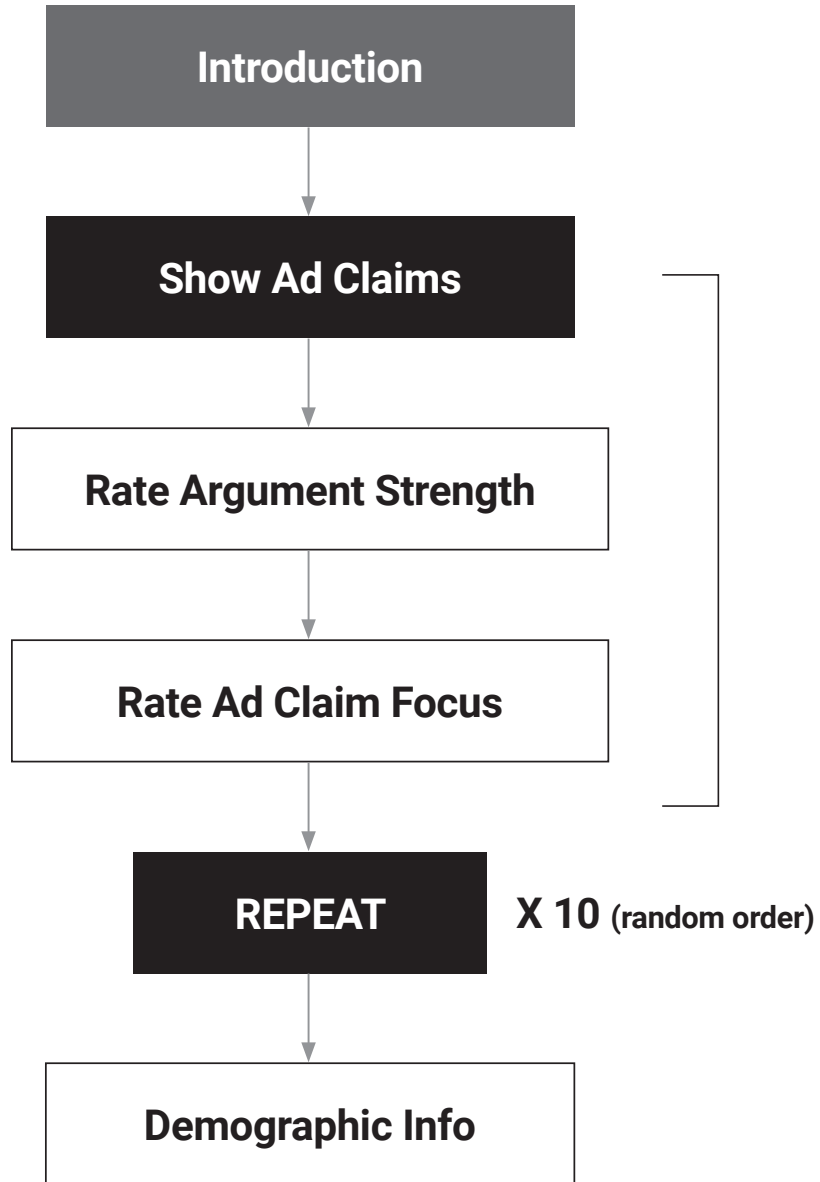 Introduction
Show Ad Claims
Rate Argument Strength
Rate Ad Claim Focus
REPEAT X 10 (random order)
Demographic Info